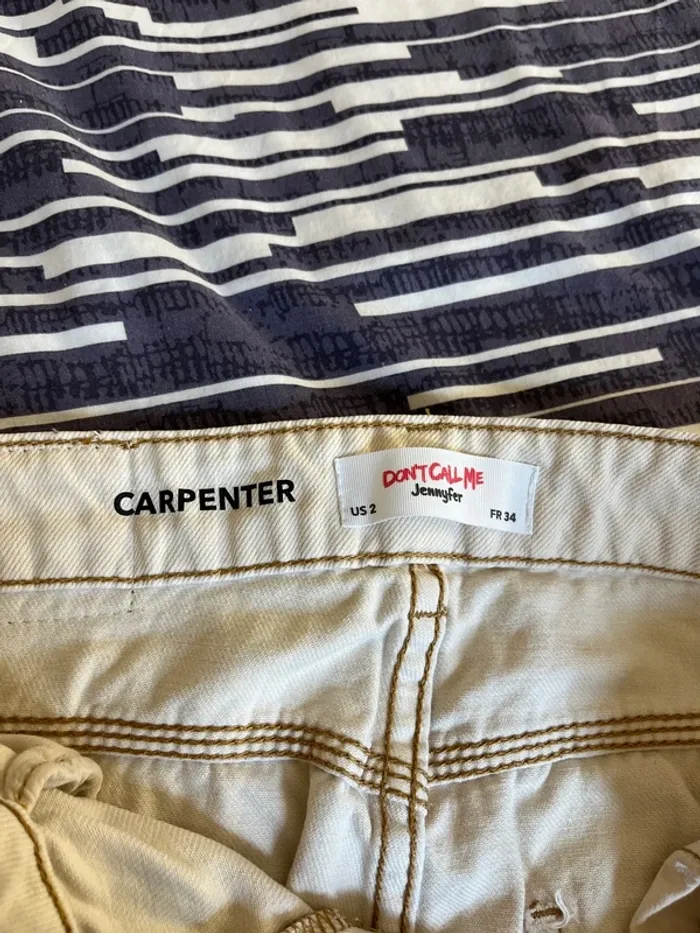 CARPENTER
DON'T CALL ME
Jennyfer
US 2
FR 34